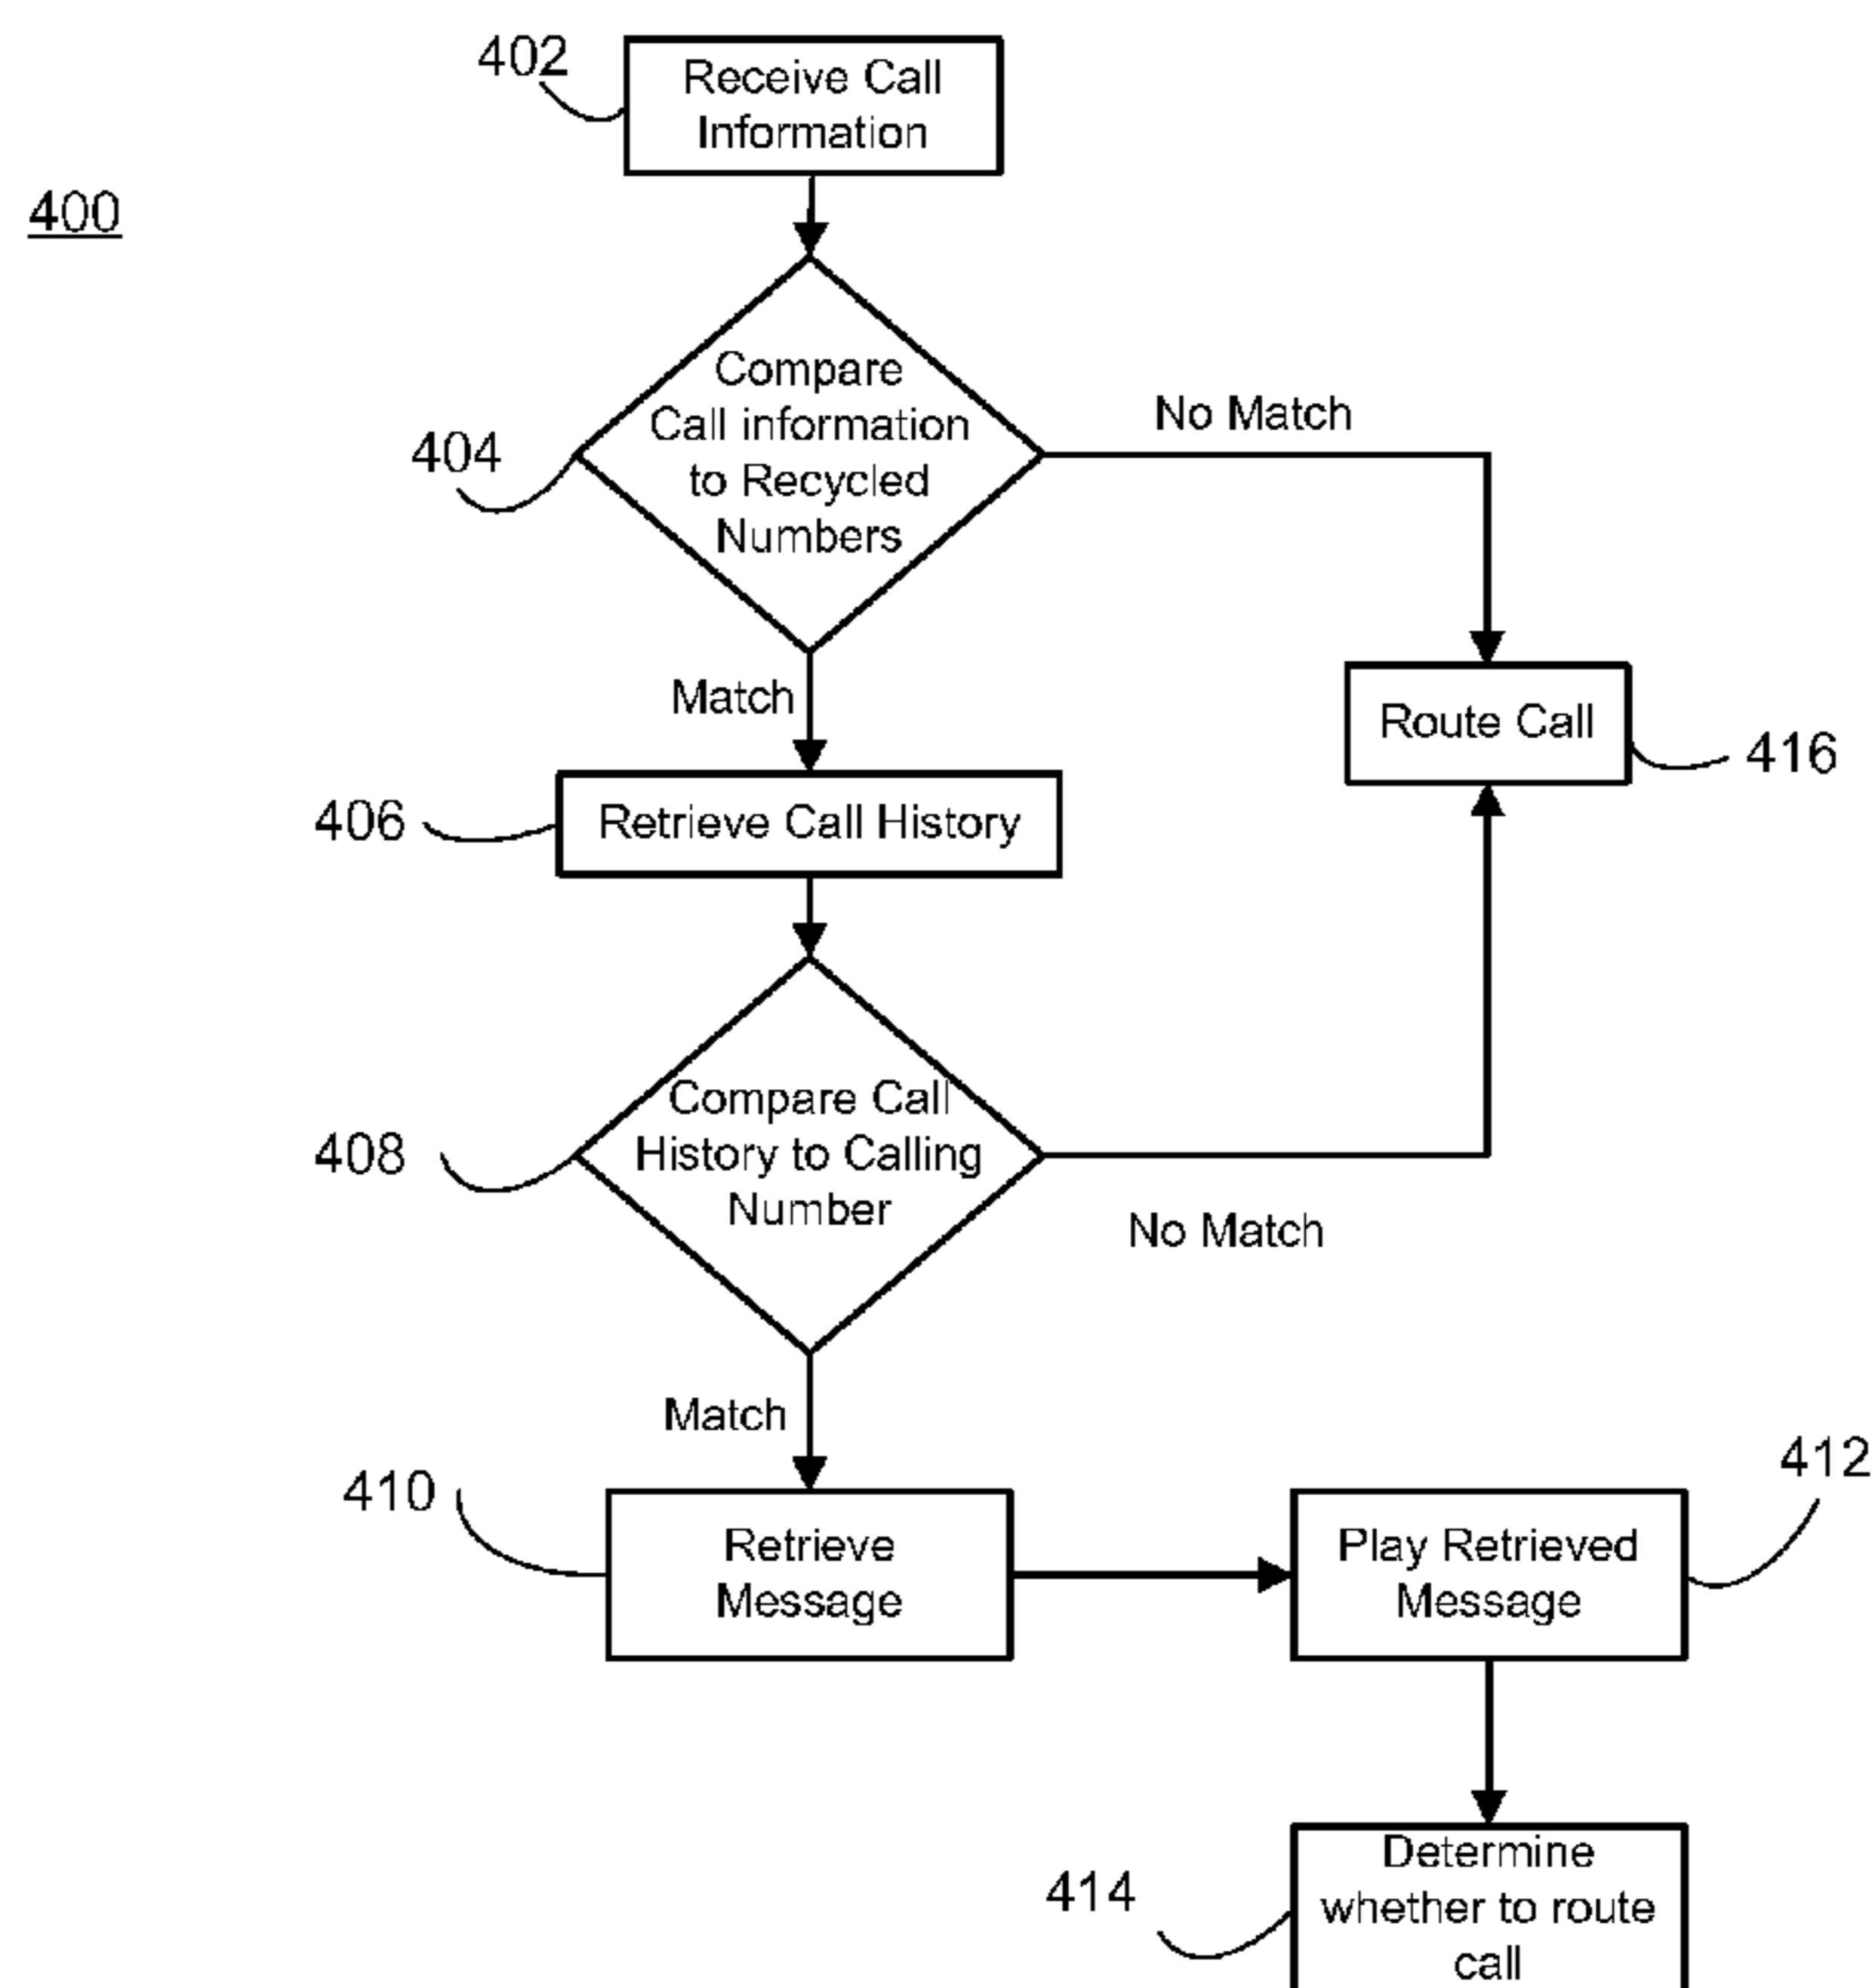 402
Receive Call
Information
400
Compare
Call information
to Recycled
Numbers
404
No Match
Match
Route Call
416
406
Retrieve Call History
Compare Call
History to Calling
Number
408
No Match
Match
410
Retrieve
Message
Play Retrieved
Message
412
Determine
whether to route
call
414